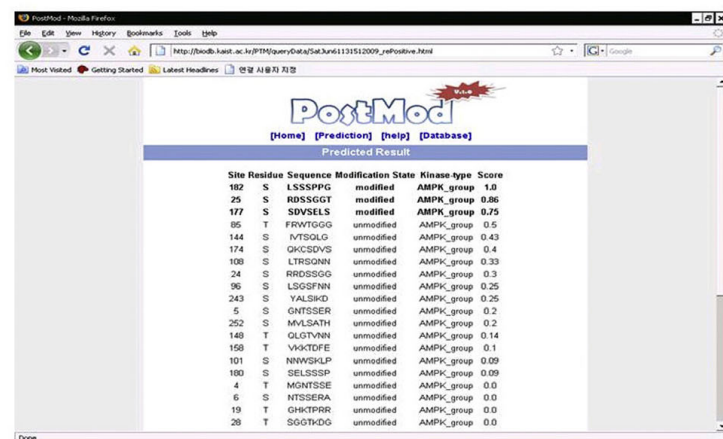 PostMod - Mozilla Firefox
File Edit View History Bookmarks Tools Help
http://biodb.kaist.ac.kr/PTM/queryData/SatJun61131512009_rePositive.html
Google
Most Visited Getting Started Latest Headlines 연결 사용자 지정
PostMod V.1.0
[Home] [Prediction] [help] [Database]
Predicted Result
Site Residue Sequence Modification State Kinase-type Score
182 S LSSSPPG modified AMPK_group 1.0
25 S RDSSGGT modified AMPK_group 0.86
177 S SDVSELS modified AMPK_group 0.75
85 T FRWTGGG unmodified AMPK_group 0.5
144 S IVTSQLG unmodified AMPK_group 0.43
174 S QKCSDVS unmodified AMPK_group 0.4
108 S LTRSQNN unmodified AMPK_group 0.33
24 S RRDSSGG unmodified AMPK_group 0.3
96 S LSGSFNN unmodified AMPK_group 0.25
243 S YALSIKD unmodified AMPK_group 0.25
5 S GNTSSER unmodified AMPK_group 0.2
252 S MVLSATH unmodified AMPK_group 0.2
148 T QLGTVNN unmodified AMPK_group 0.14
158 T VKKTDFE unmodified AMPK_group 0.1
101 S NNWSKLP unmodified AMPK_group 0.09
180 S SELSSSP unmodified AMPK_group 0.09
4 T MGNTSSE unmodified AMPK_group 0.0
6 S NTSSERA unmodified AMPK_group 0.0
19 T GHKTPRR unmodified AMPK_group 0.0
28 T SGGTKDG unmodified AMPK_group 0.0
Done